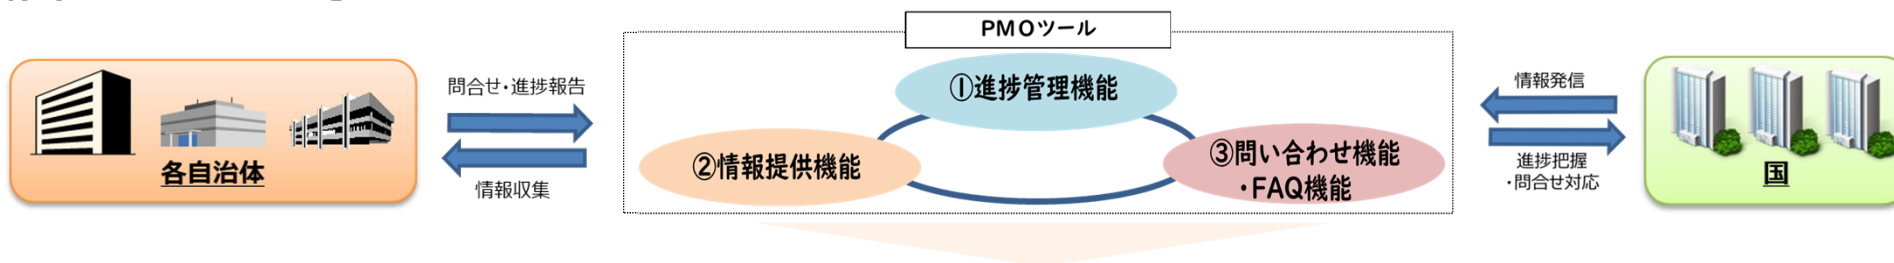 PMOツール
①進捗管理機能
②情報提供機能
③問い合わせ機能
・FAQ機能
問合せ・進捗報告
情報収集
各自治体
情報発信
進捗把握
・問合せ対応
国